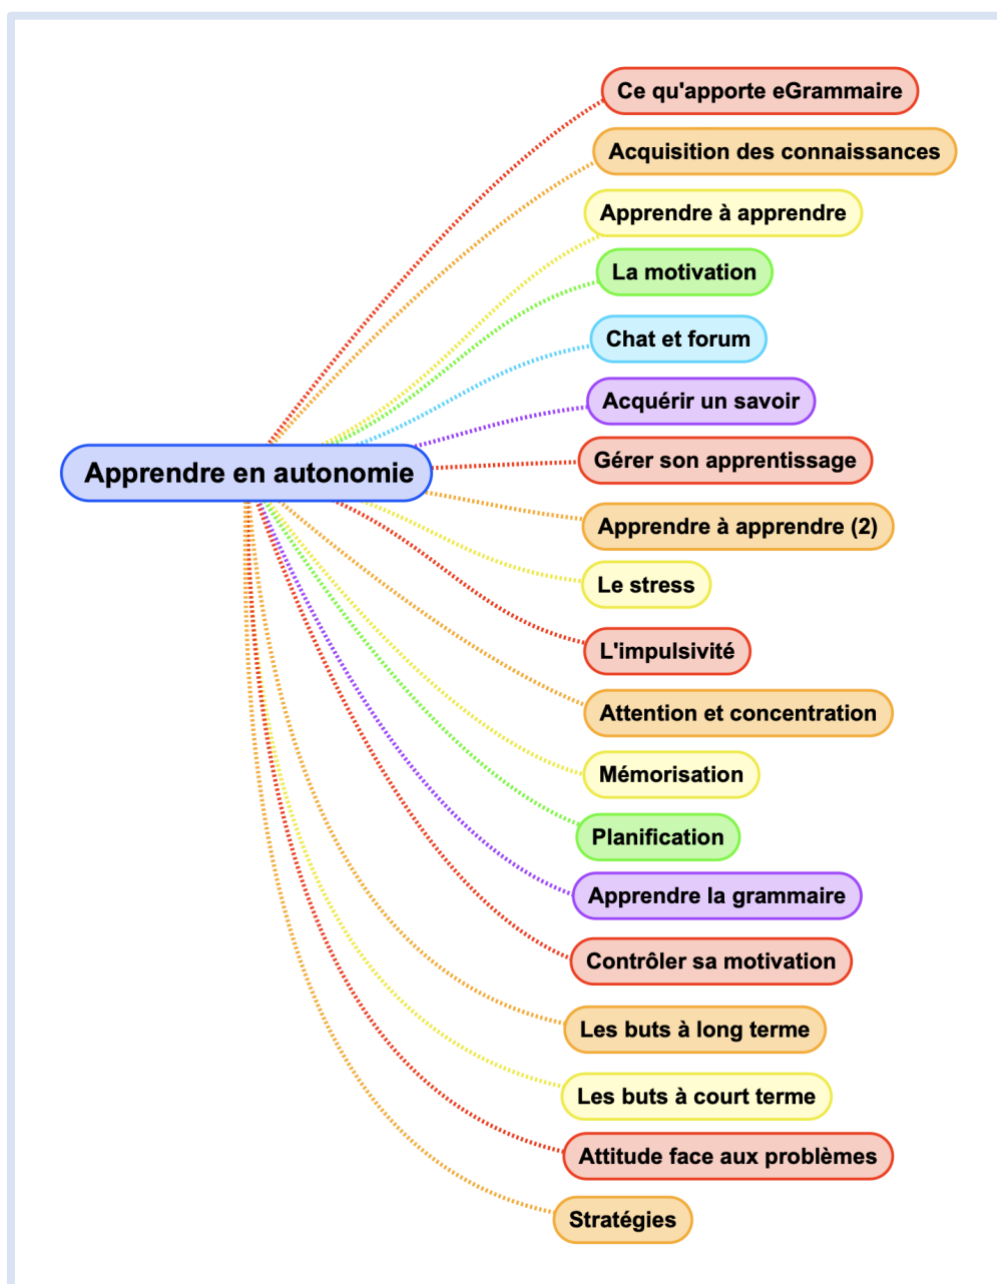 Ce qu'apporte eGrammaire
Acquisition des connaissances
Apprendre à apprendre
La motivation
Chat et forum
Acquérir un savoir
Gérer son apprentissage
Apprendre en autonomie
Apprendre à apprendre (2)
Le stress
L'impulsivité
Attention et concentration
Mémorisation
Planification
Apprendre la grammaire
Contrôler sa motivation
Les buts à long terme
Les buts à court terme
Attitude face aux problèmes
Stratégies